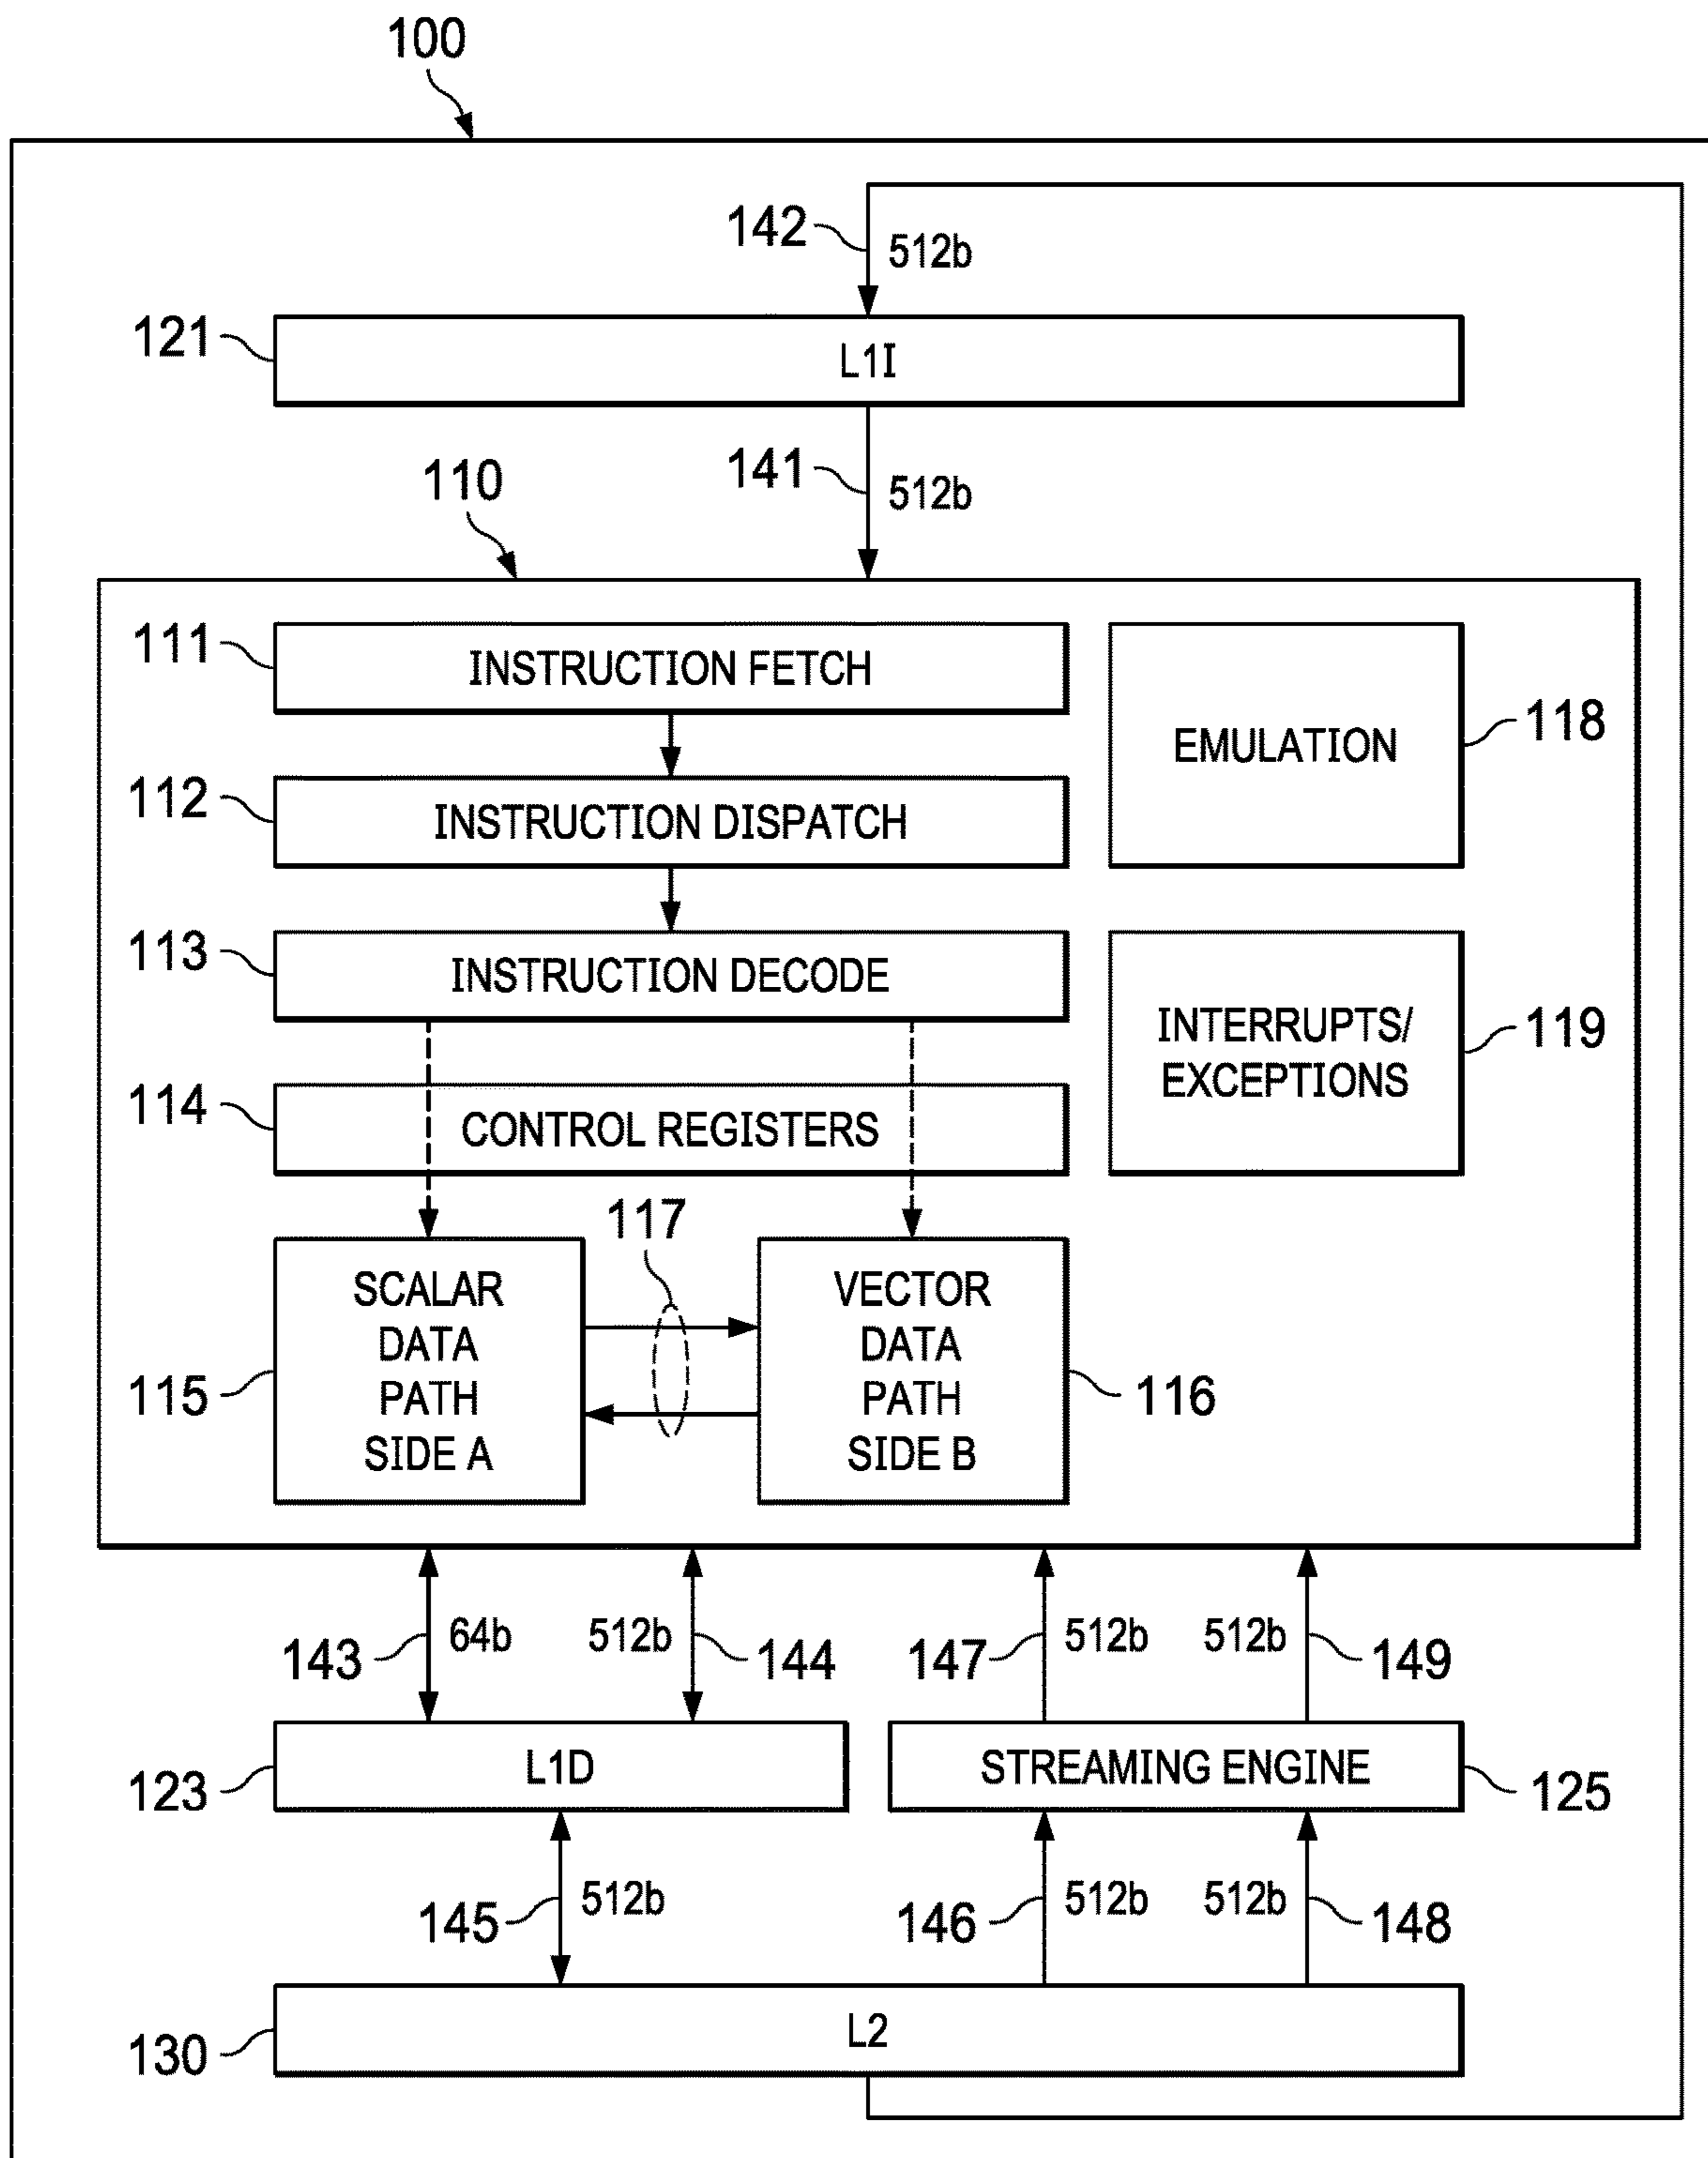 100
142
512b
121
L1I
141
512b
110
111
INSTRUCTION FETCH
118
EMULATION
112
INSTRUCTION DISPATCH
113
INSTRUCTION DECODE
119
INTERRUPTS/
EXCEPTIONS
114
CONTROL REGISTERS
117
115
SCALAR
DATA
PATH
SIDE A
VECTOR
DATA
PATH
SIDE B
116
143
64b
512b
144
147
512b
512b
149
123
L1D
STREAMING ENGINE
125
145
512b
146
512b
512b
148
130
L2